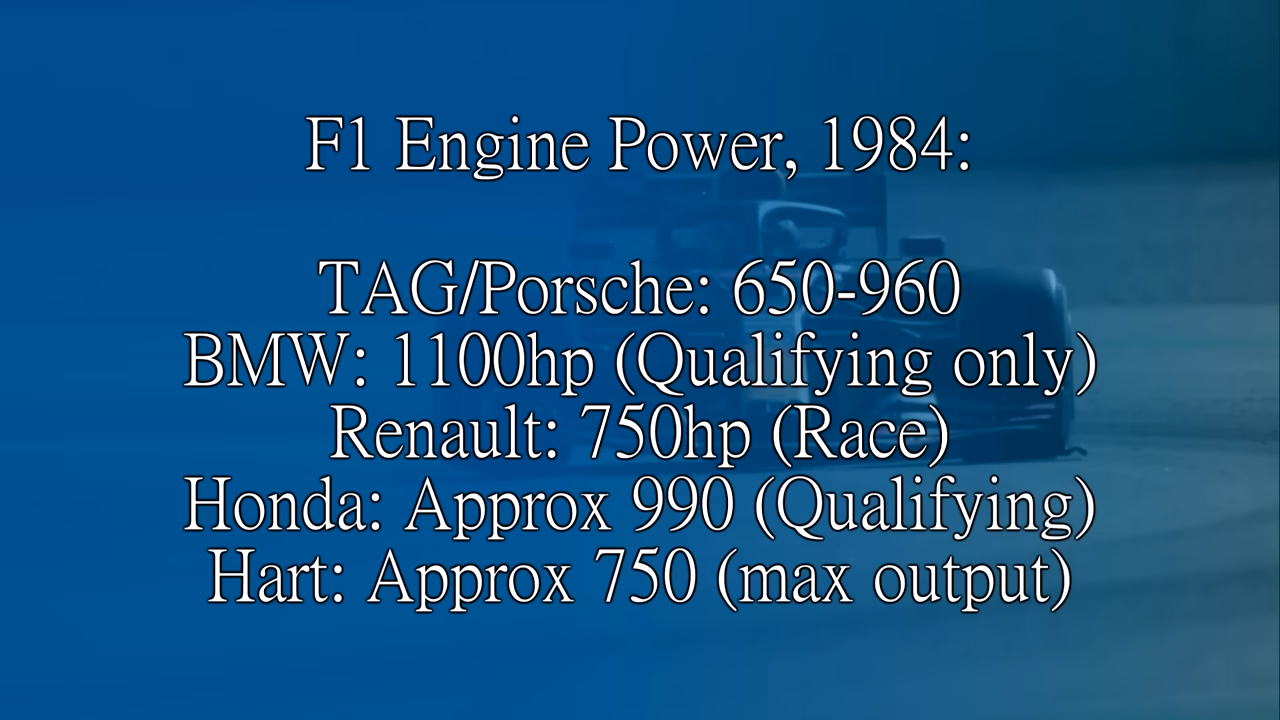 F1 Engine Power, 1984:
TAG/Porsche: 650-960
BMW: 1100hp (Qualifying only)
Renault: 750hp (Race)
Honda: Approx 990 (Qualifying)
Hart: Approx 750 (max output)